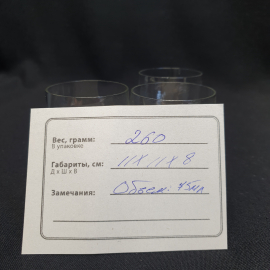 Вес, грамм: 260
В упаковке
Габариты, см: 11 х 11 х 8
Д х Ш х В
Замечания: Объем: 45мл